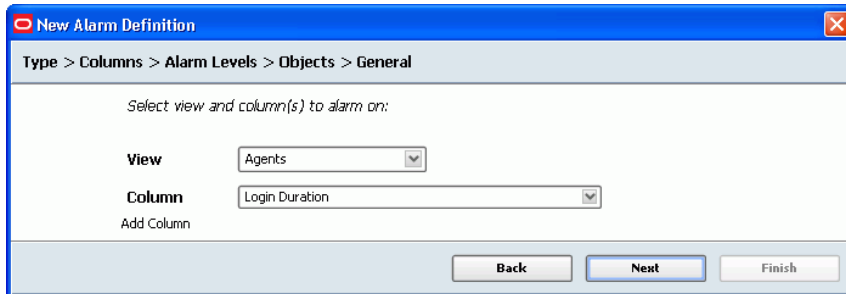 New Alarm Definition
Type > Columns > Alarm Levels > Objects > General
Select view and column(s) to alarm on:
View Agents
Column Login Duration
Add Column
Back Next Finish